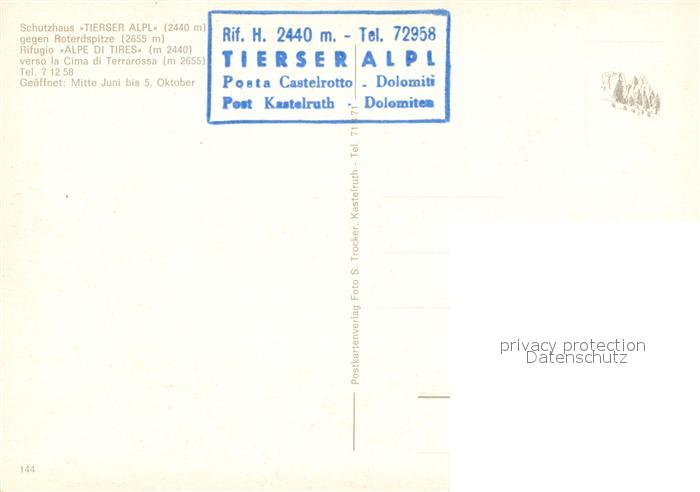 Schutzhaus »TIERSER ALPL« (2440 m)
gegen Roterdspitze (2655 m)
Rifugio »ALPE DI TIRES« (m 2440)
verso la Cima di Terrarossa (m 2655)
Tel. 7 12 58
Geöffnet: Mitte Juni bis 5. Oktober
Rif. H. 2440 m. - Tel. 72958
TIERSER ALPL
Posta Castelrotto - Dolomiti
Post Kastelruth - Dolomiten
Postkartenverlag Foto S. Trocker, Kastelruth - Tel. 71 171
privacy protection
Datenschutz
144